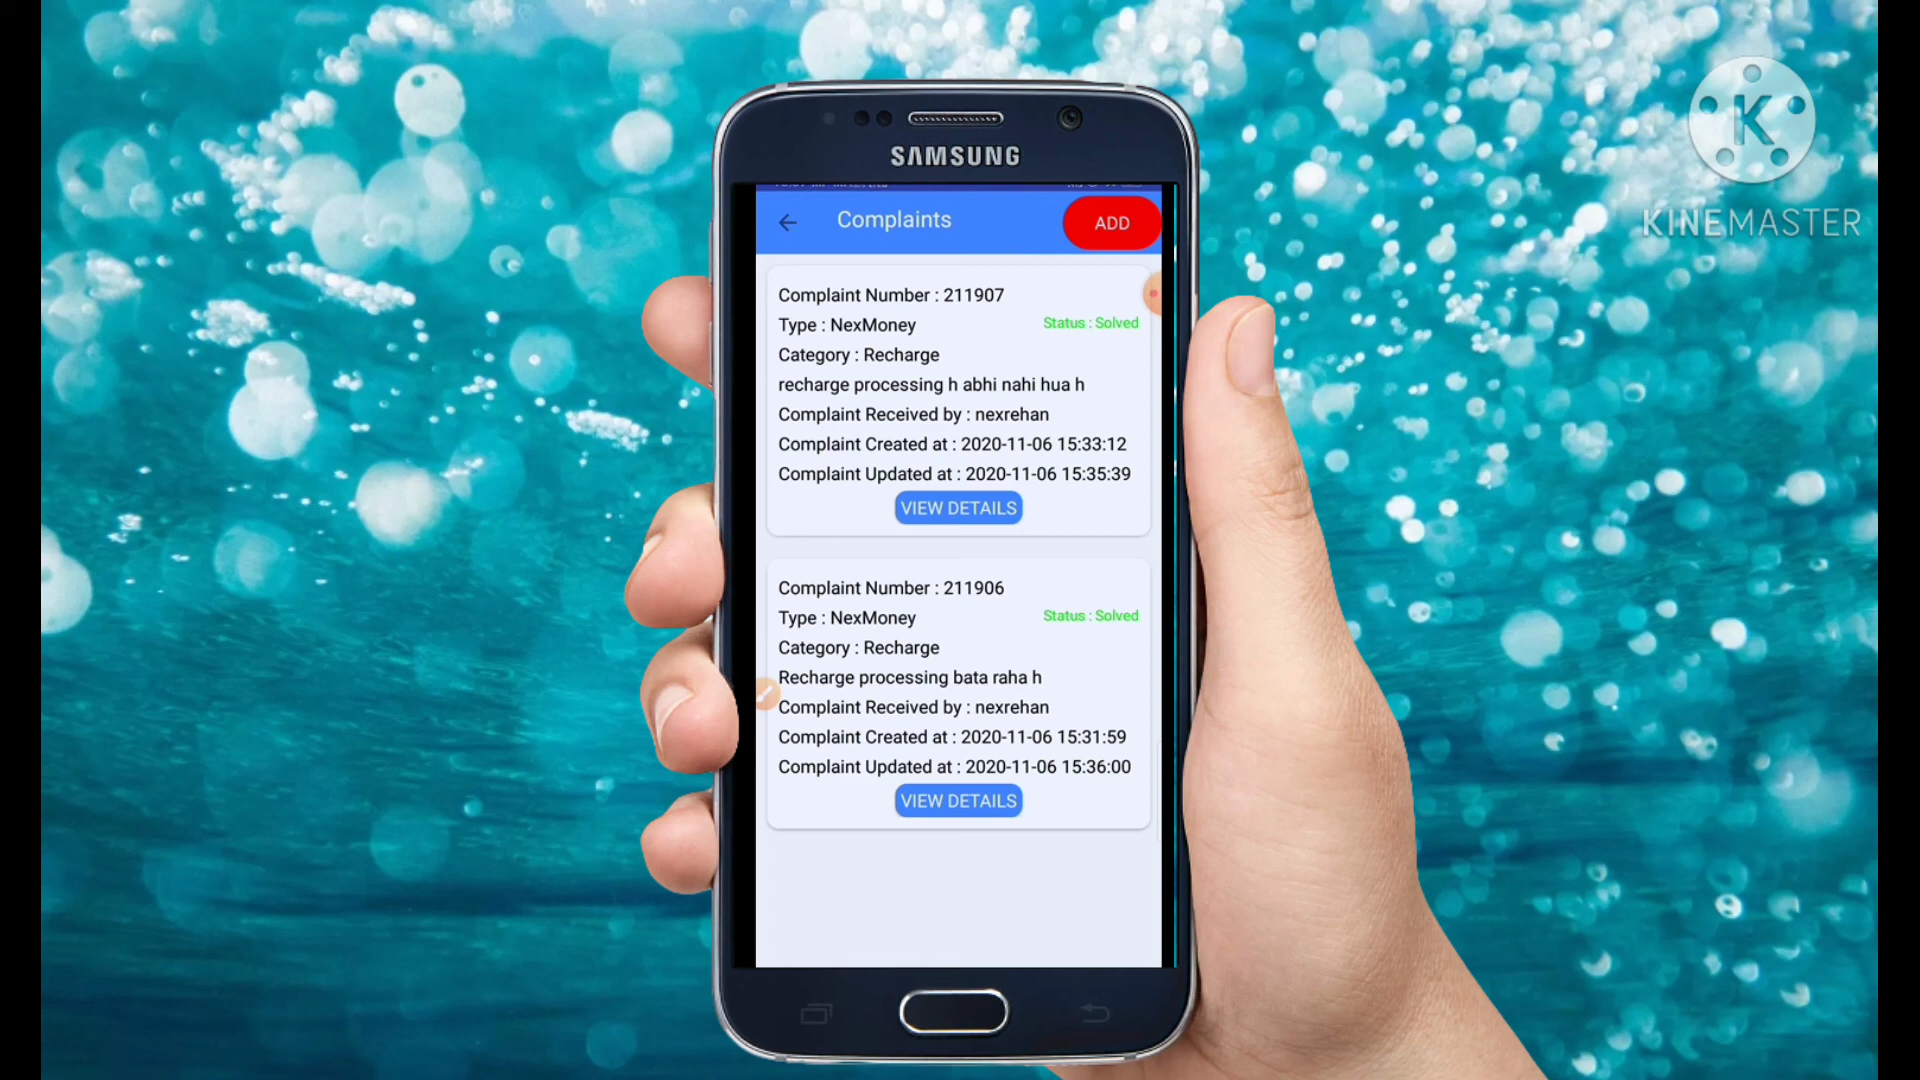 SAMSUNG
Complaints
ADD
Complaint Number : 211907
Type : NexMoney
Status : Solved
Category : Recharge
recharge processing h abhi nahi hua h
Complaint Received by : nexrehan
Complaint Created at : 2020-11-06 15:33:12
Complaint Updated at : 2020-11-06 15:35:39
VIEW DETAILS
Complaint Number : 211906
Type : NexMoney
Status : Solved
Category : Recharge
Recharge processing bata raha h
Complaint Received by : nexrehan
Complaint Created at : 2020-11-06 15:31:59
Complaint Updated at : 2020-11-06 15:36:00
VIEW DETAILS
K
KINEMASTER